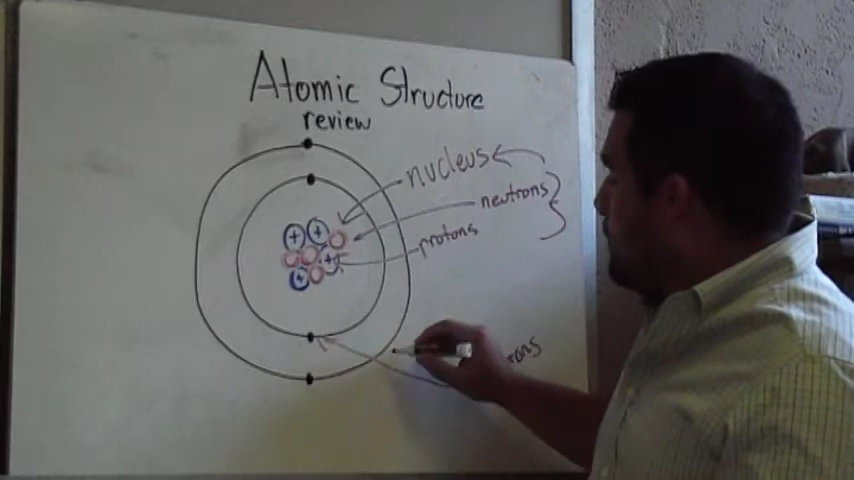 Atomic Structure
review
nucleus
neutrons
protons
+ +
+
+